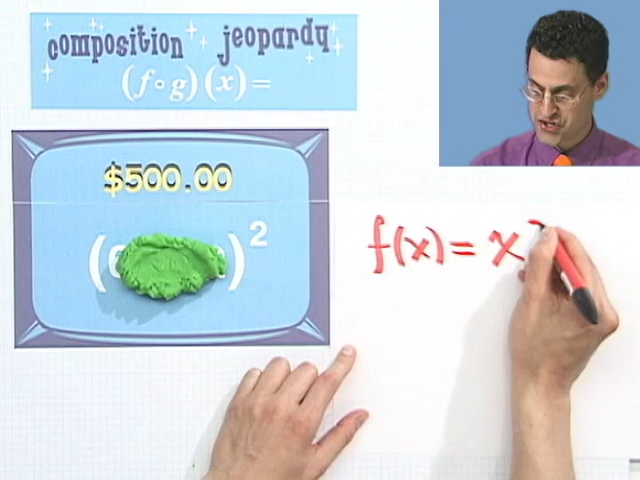 composition jeopardy
(f∘g)(x)=
$500.00
( )²
f(x) = x